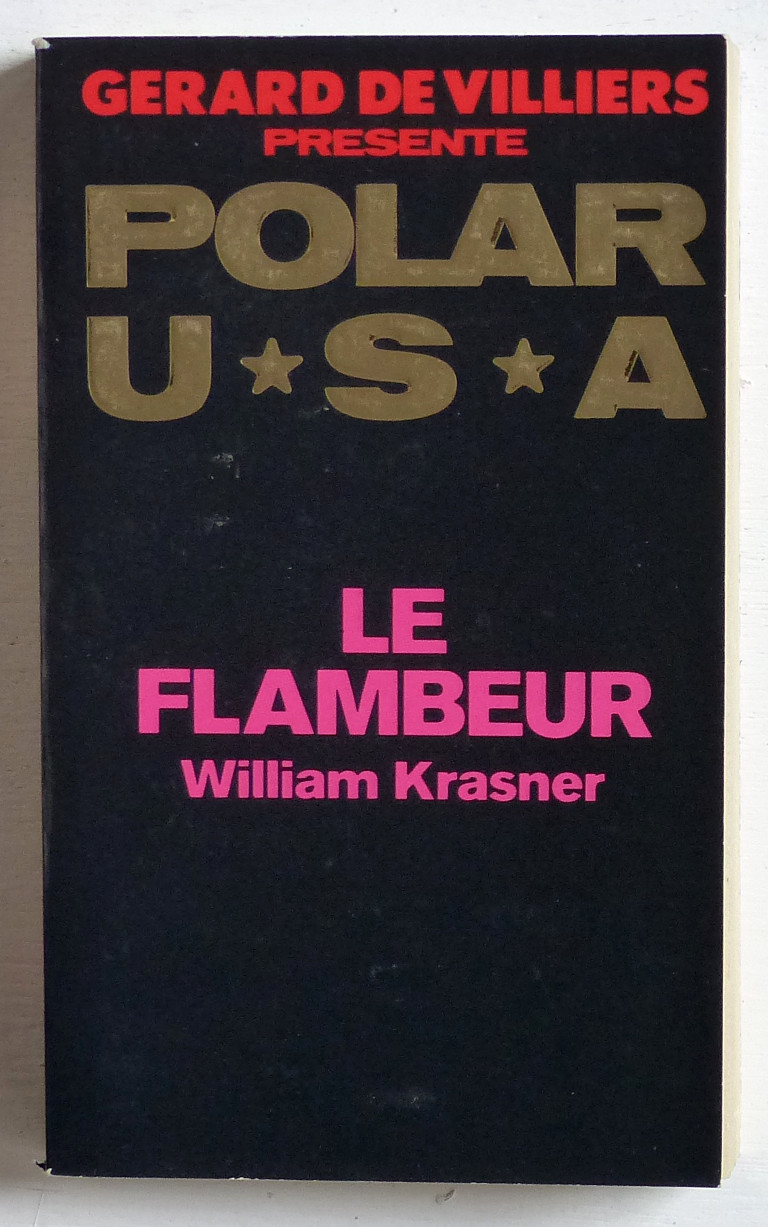 GERARD DE VILLIERS
PRESENTE
POLAR
U★S★A
LE
FLAMBEUR
William Krasner